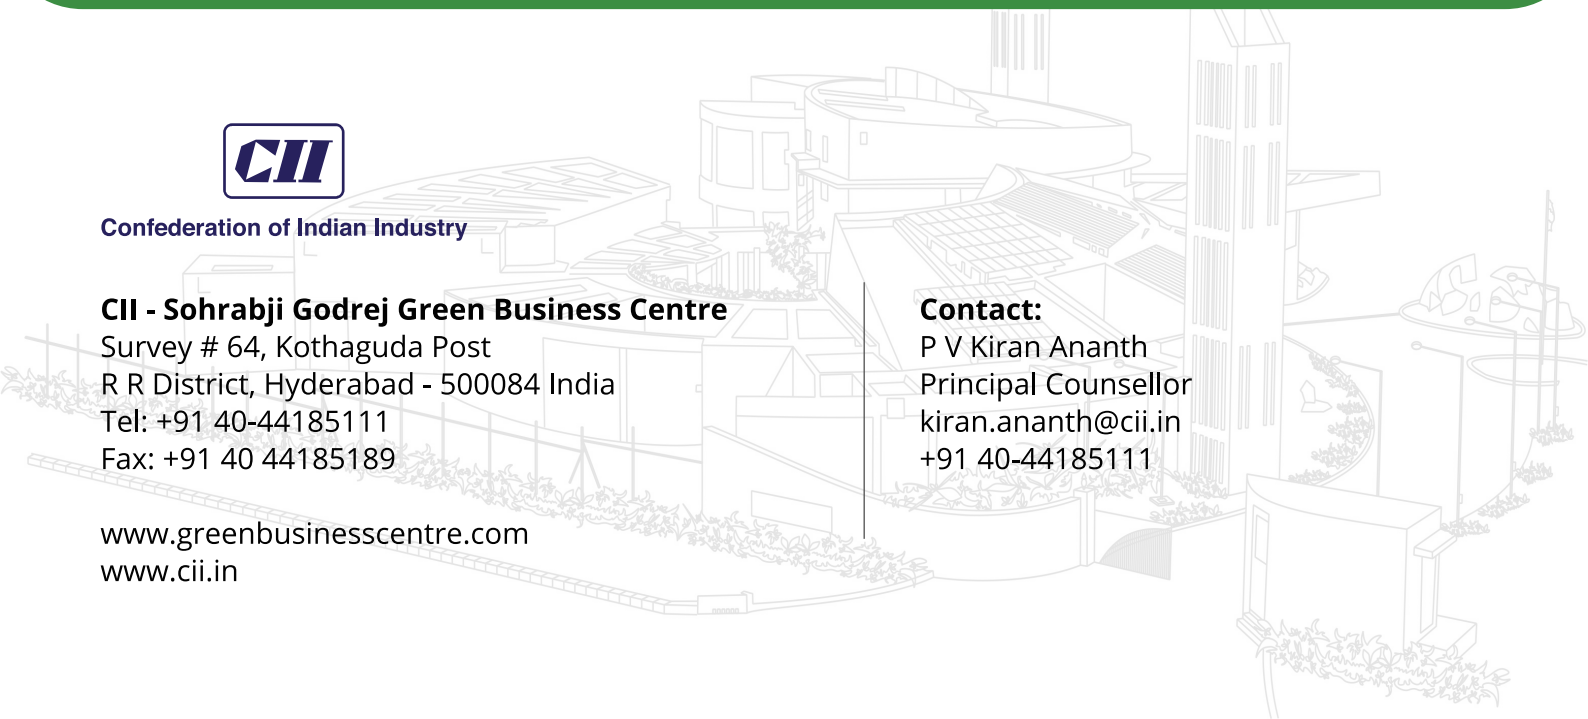 CII
Confederation of Indian Industry
CII - Sohrabji Godrej Green Business Centre
Survey # 64, Kothaguda Post
R R District, Hyderabad - 500084 India
Tel: +91 40-44185111
Fax: +91 40 44185189
www.greenbusinesscentre.com
www.cii.in
Contact:
P V Kiran Ananth
Principal Counsellor
kiran.ananth@cii.in
+91 40-44185111